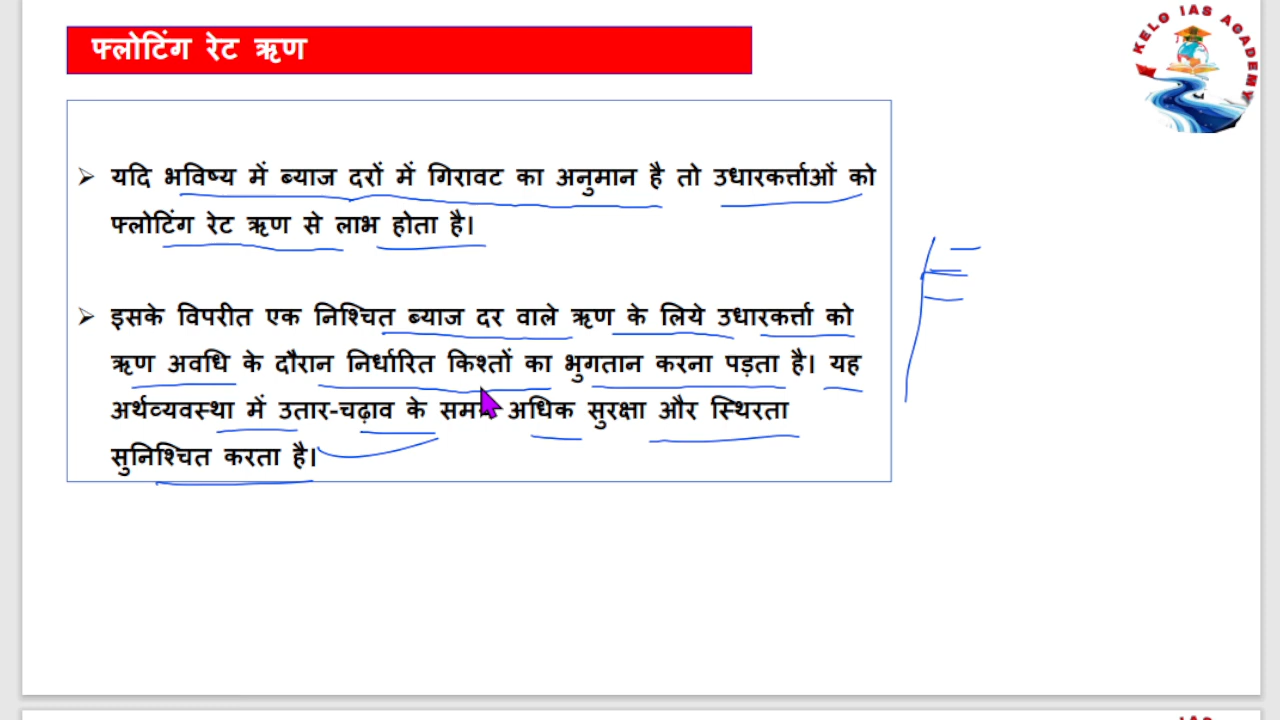 फ्लोटिंग रेट ऋण
KELO IAS ACADEMY
➢ यदि भविष्य में ब्याज दरों में गिरावट का अनुमान है तो उधारकर्त्ताओं को
फ्लोटिंग रेट ऋण से लाभ होता है।
➢ इसके विपरीत एक निश्चित ब्याज दर वाले ऋण के लिये उधारकर्त्ता को
ऋण अवधि के दौरान निर्धारित किश्तों का भुगतान करना पड़ता है। यह
अर्थव्यवस्था में उतार-चढ़ाव के समय अधिक सुरक्षा और स्थिरता
सुनिश्चित करता है।